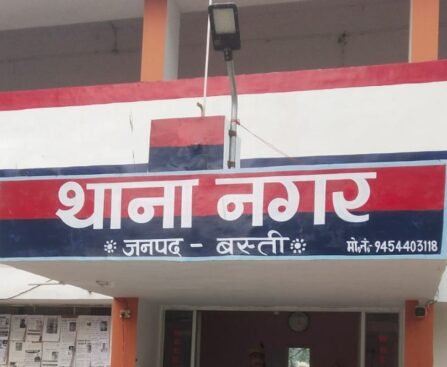 थाना नगर
❋ जनपद - बस्ती ❋ मो.नं.- 9454403118